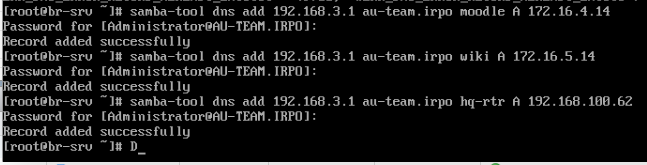 [root@br-srv ~]# samba-tool dns add 192.168.3.1 au-team.irpo moodle A 172.16.4.14
Password for [Administrator@AU-TEAM.IRPO]:
Record added successfully
[root@br-srv ~]# samba-tool dns add 192.168.3.1 au-team.irpo wiki A 172.16.5.14
Password for [Administrator@AU-TEAM.IRPO]:
Record added successfully
[root@br-srv ~]# samba-tool dns add 192.168.3.1 au-team.irpo hq-rtr A 192.168.100.62
Password for [Administrator@AU-TEAM.IRPO]:
Record added successfully
[root@br-srv ~]# D_